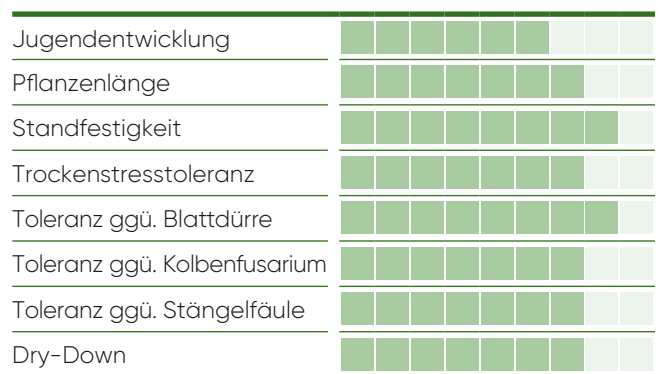 Jugendentwicklung
Pflanzenlänge
Standfestigkeit
Trockenstresstoleranz
Toleranz ggü. Blattdürre
Toleranz ggü. Kolbenfusarium
Toleranz ggü. Stängelfäule
Dry-Down